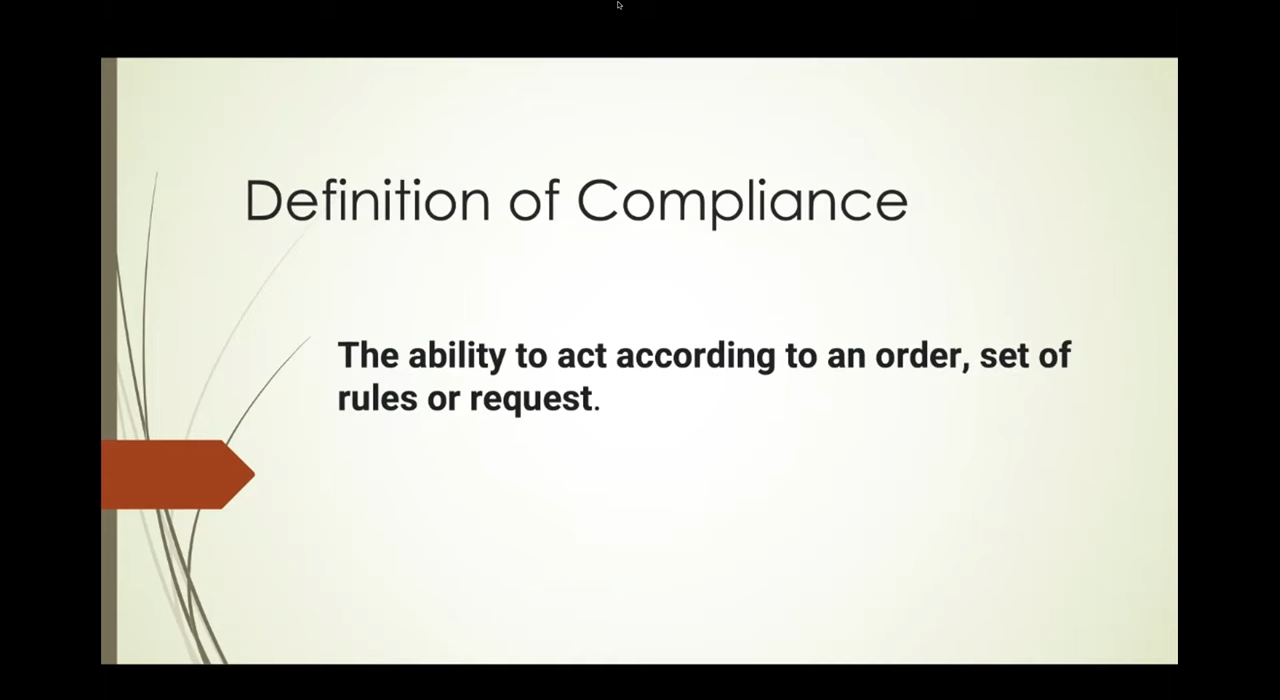 Definition of Compliance
The ability to act according to an order, set of
rules or request.